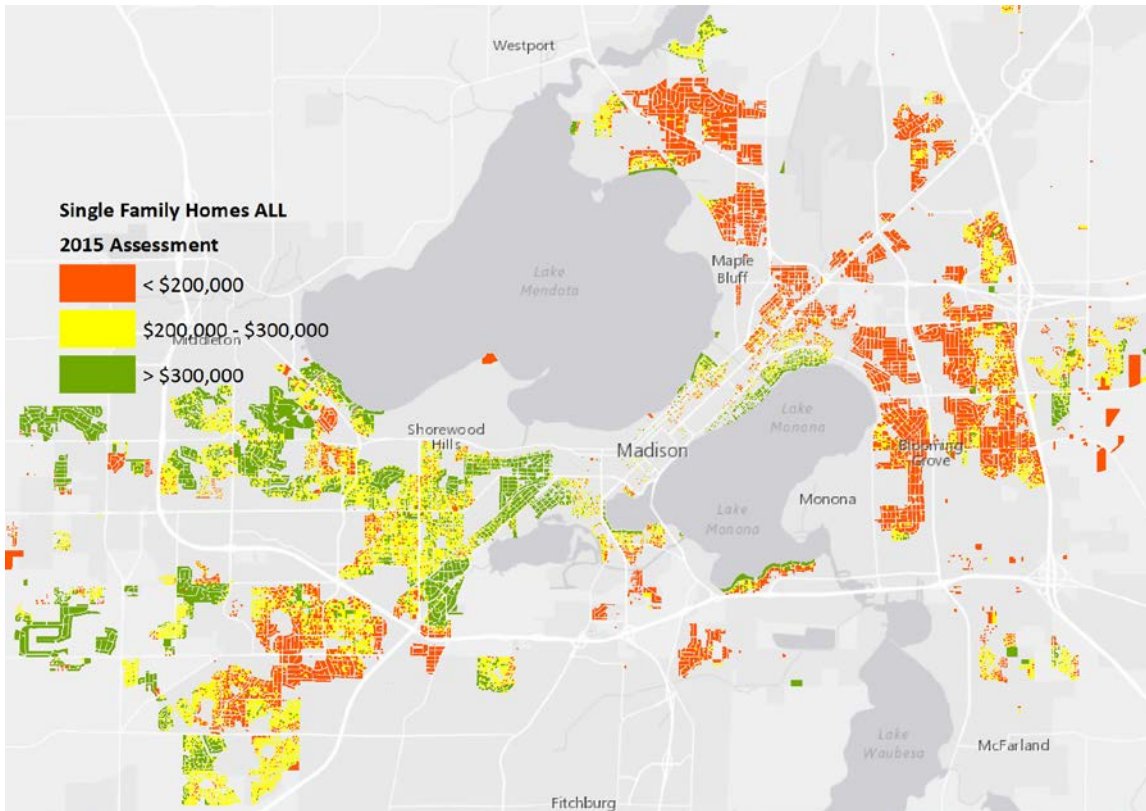 Westport
Single Family Homes ALL
2015 Assessment
< $200,000
$200,000 - $300,000
> $300,000
Middleton
Lake
Mendota
Maple
Bluff
Shorewood
Hills
Madison
Lake
Monona
Blooming
Grove
Monona
Lake
Monona
Lake
Waubesa
McFarland
Fitchburg